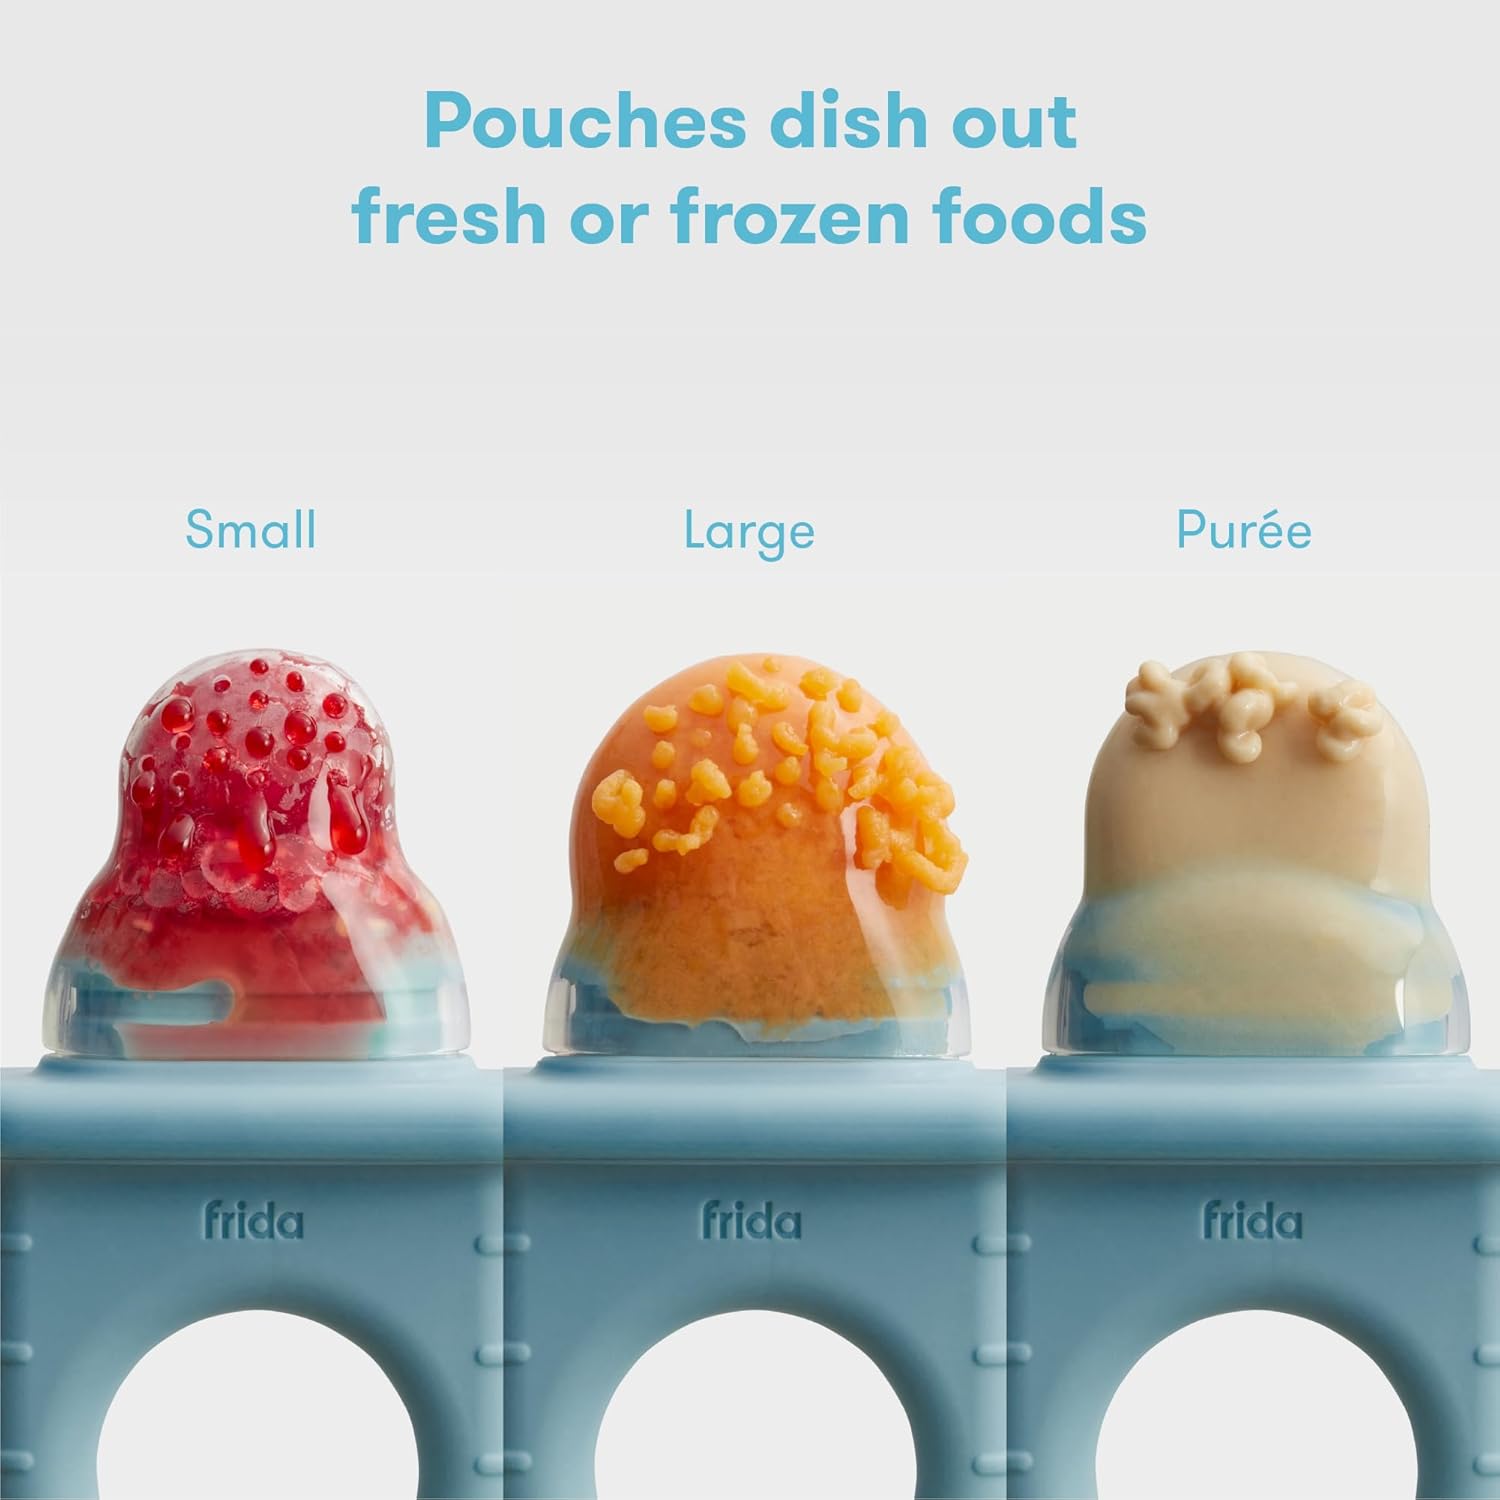 Pouches dish out
fresh or frozen foods
Small
Large
Purée
frida
frida
frida